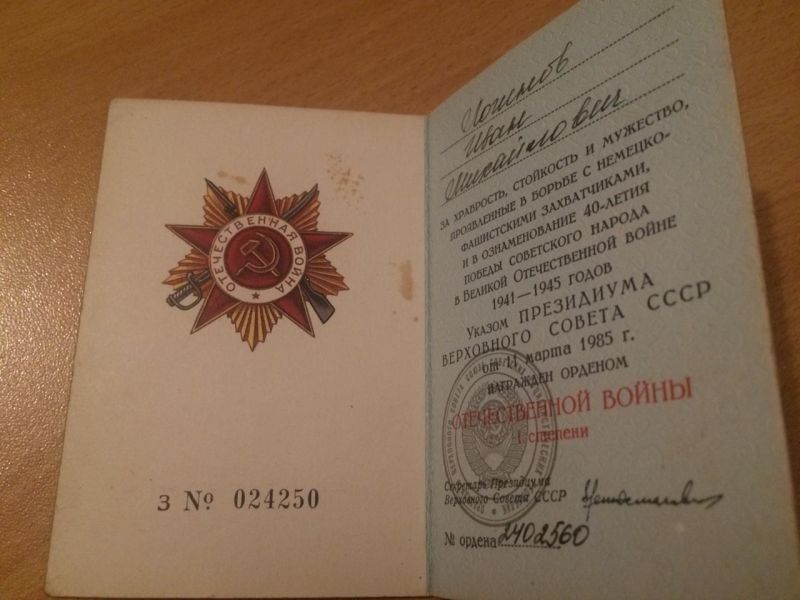 ОТЕЧЕСТВЕННАЯ ВОЙНА
З № 024250
Иван
Михайлович
ЗА ХРАБРОСТЬ, СТОЙКОСТЬ И МУЖЕСТВО,
ПРОЯВЛЕННЫЕ В БОРЬБЕ С НЕМЕЦКО-
ФАШИСТСКИМИ ЗАХВАТЧИКАМИ,
И В ОЗНАМЕНОВАНИЕ 40-ЛЕТИЯ
ПОБЕДЫ СОВЕТСКОГО НАРОДА
В ВЕЛИКОЙ ОТЕЧЕСТВЕННОЙ ВОЙНЕ
1941—1945 ГОДОВ
УКАЗОМ ПРЕЗИДИУМА
ВЕРХОВНОГО СОВЕТА СССР
от 11 марта 1985 г.
НАГРАЖДЕН ОРДЕНОМ
ОТЕЧЕСТВЕННОЙ ВОЙНЫ
I степени
Секретарь Президиума
Верховного Совета СССР
№ ордена 2402560